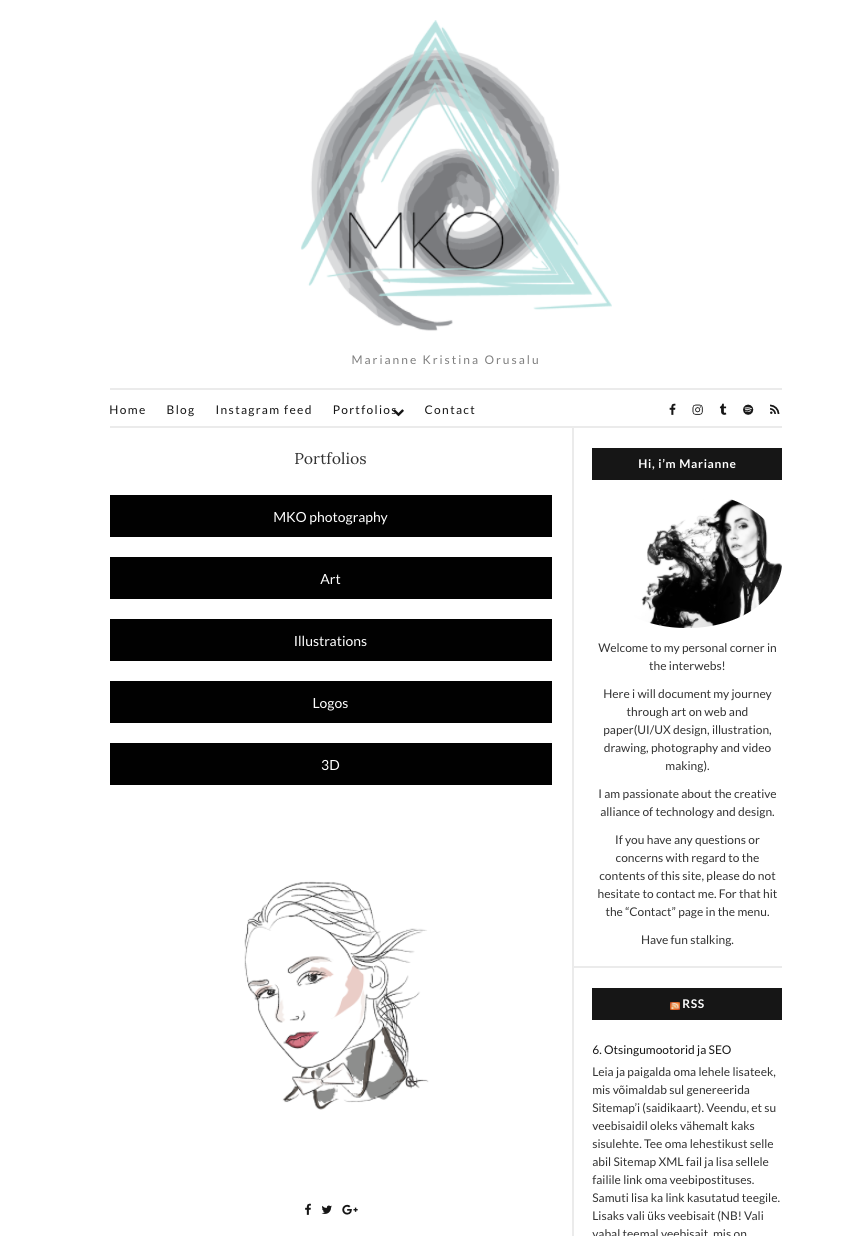 MKO
Marianne Kristina Orusalu
Home Blog Instagram feed Portfolios Contact
Portfolios
MKO photography
Art
Illustrations
Logos
3D
Hi, i'm Marianne
Welcome to my personal corner in
the interwebs!
Here i will document my journey
through art on web and
paper(UI/UX design, illustration,
drawing, photography and video
making).
I am passionate about the creative
alliance of technology and design.
If you have any questions or
concerns with regard to the
contents of this site, please do not
hesitate to contact me. For that hit
the “Contact” page in the menu.
Have fun stalking.
RSS
6. Otsingumootorid ja SEO
Leia ja paigalda oma lehele lisateek,
mis võimaldab sul genereerida
Sitemap’i (saidikaart). Veendu, et su
veebisaidil oleks vähemalt kaks
sisulehte. Tee oma lehestikust selle
abil Sitemap XML fail ja lisa sellele
failile link oma veebipostituses.
Samuti lisa ka link kasutatud teegile.
Lisaks vali üks veebisait (NB! Vali
vabal teemal veebisait, mis on